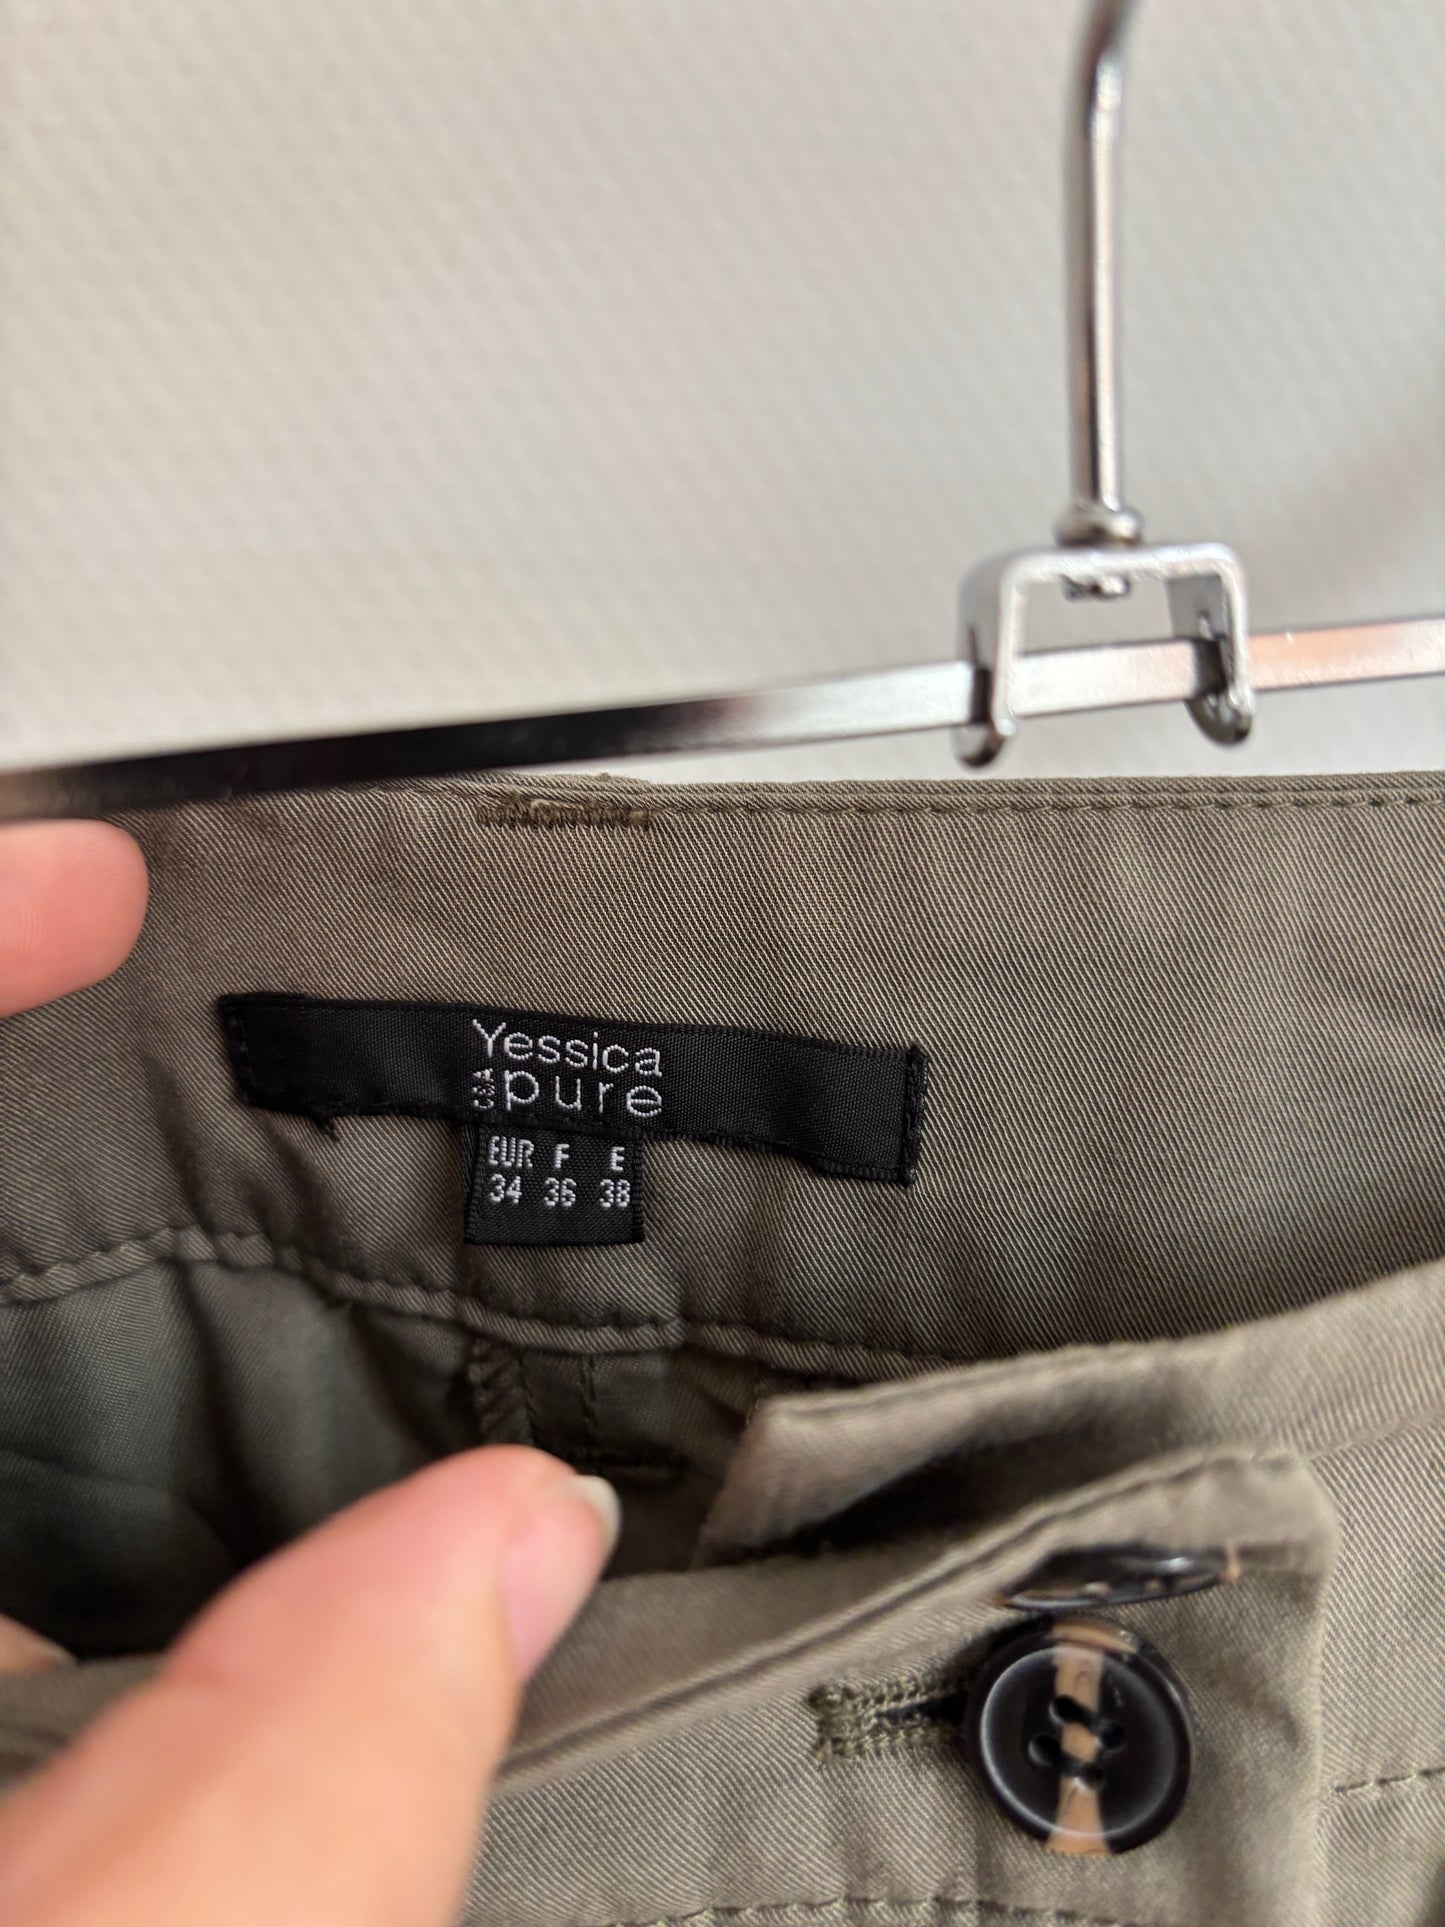 Yessica
C&A pure
EUR F E
34 36 38